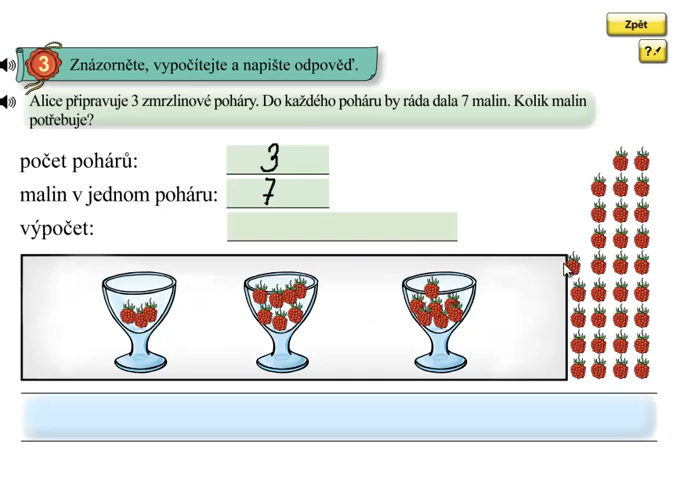 Zpět
?
3 Znázorněte, vypočítejte a napište odpověď.
Alice připravuje 3 zmrzlinové poháry. Do každého poháru by ráda dala 7 malin. Kolik malin
potřebuje?
počet pohárů: 3
malin v jednom poháru: 7
výpočet: